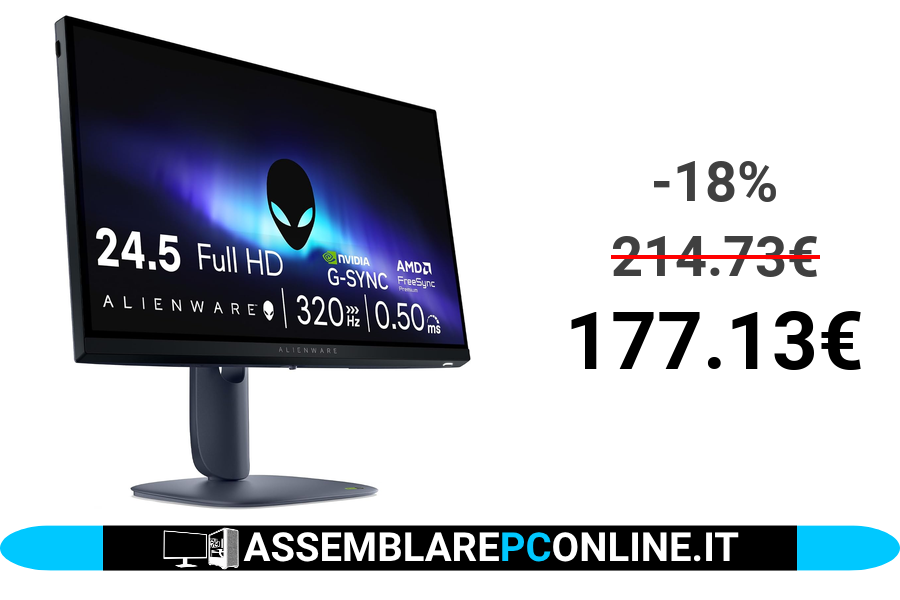 24.5 Full HD
NVIDIA
G-SYNC
AMD
FreeSync
Premium
ALIENWARE
320 Hz
0.50 ms
ALIENWARE
-18%
214.73€
177.13€
ASSEMBLAREPCONLINE.IT